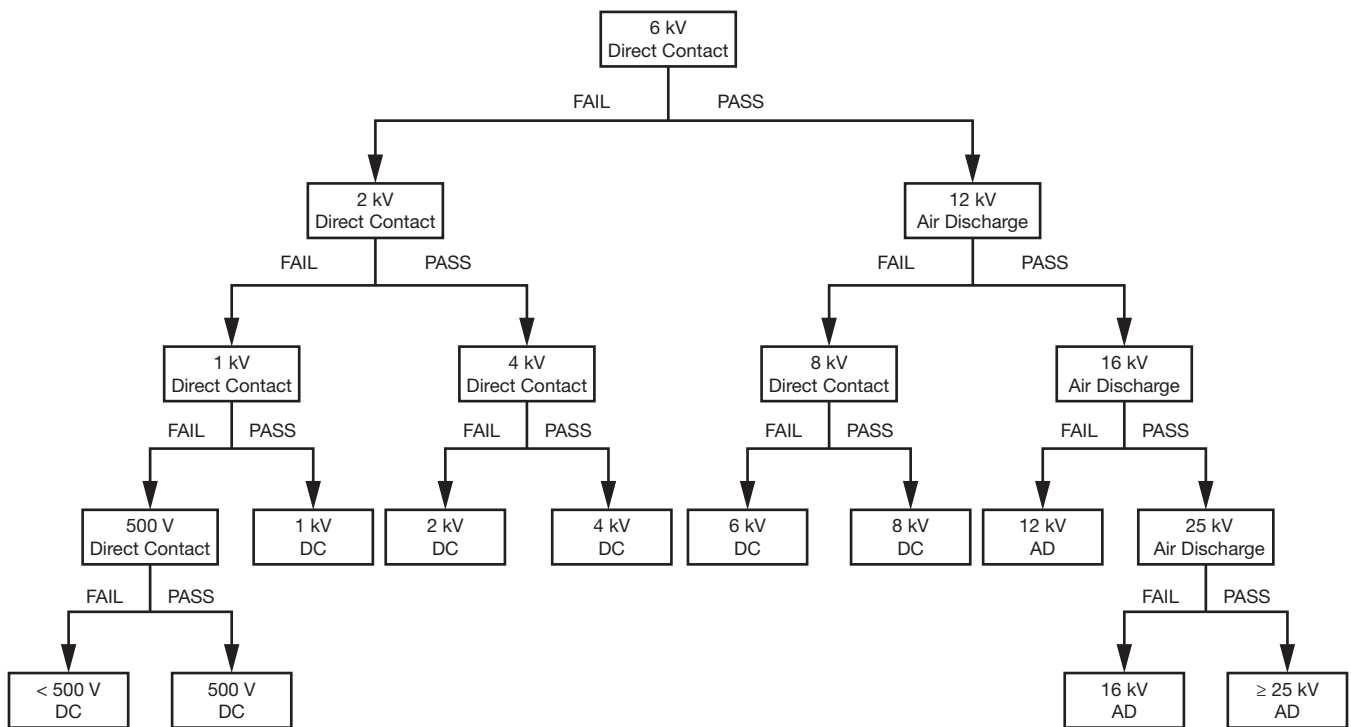 6 kV
Direct Contact
FAIL PASS
2 kV
Direct Contact
12 kV
Air Discharge
FAIL PASS
FAIL PASS
1 kV
Direct Contact
4 kV
Direct Contact
8 kV
Direct Contact
16 kV
Air Discharge
FAIL PASS
FAIL PASS
FAIL PASS
FAIL PASS
500 V
Direct Contact
1 kV
DC
2 kV
DC
4 kV
DC
6 kV
DC
8 kV
DC
12 kV
AD
25 kV
Air Discharge
FAIL PASS
FAIL PASS
< 500 V
DC
500 V
DC
16 kV
AD
≥ 25 kV
AD